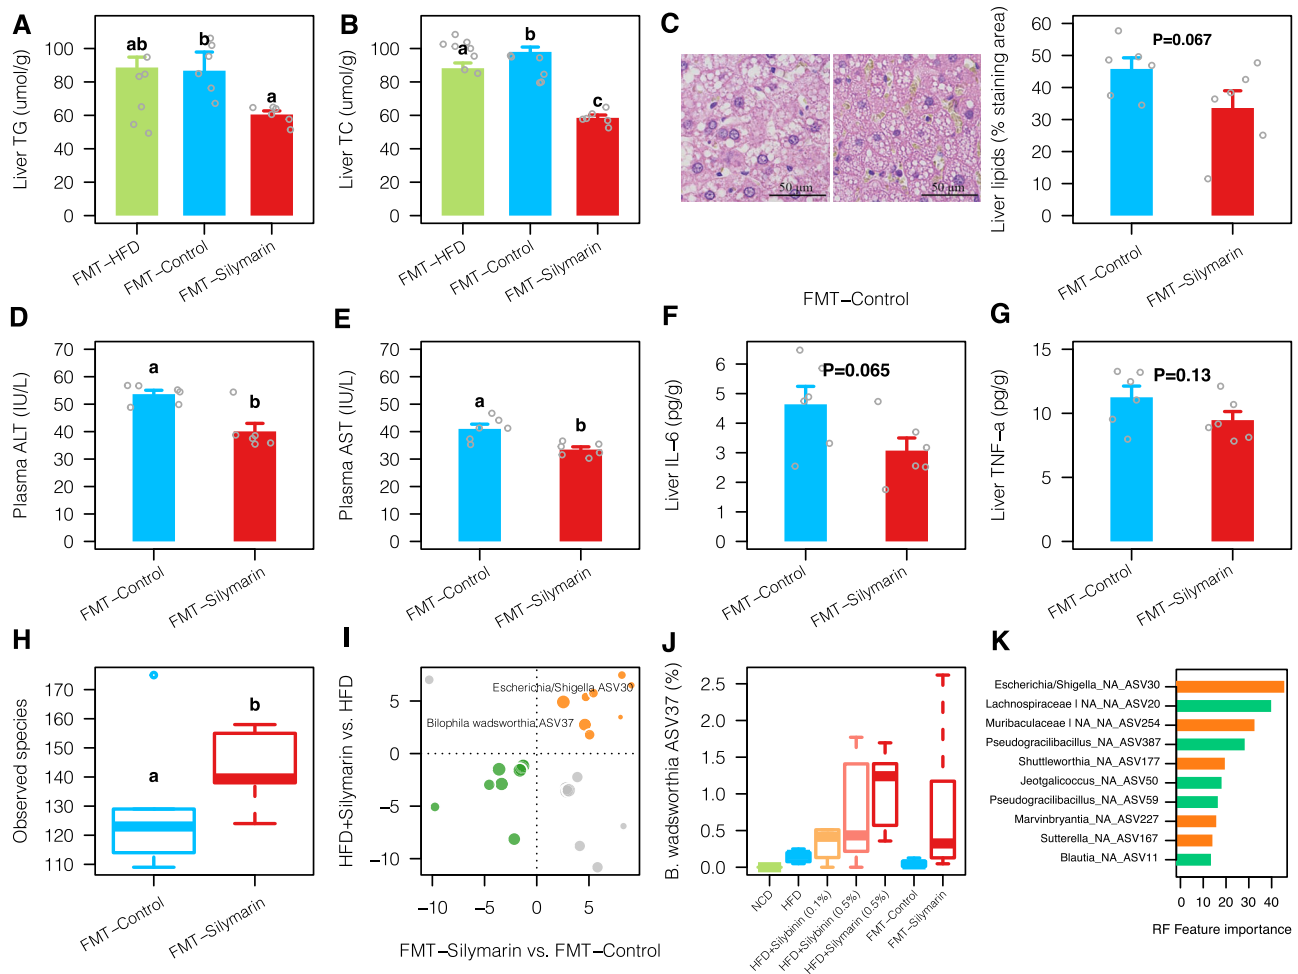 A
Liver TG (umol/g)
0
20
40
60
80
100
ab
b
a
FMT−HFD
FMT−Control
FMT−Silymarin
B
Liver TC (umol/g)
0
20
40
60
80
100
a
b
c
FMT−HFD
FMT−Control
FMT−Silymarin
C
50 µm
50 µm
FMT−Control
Liver lipids (% staining area)
0
10
20
30
40
50
60
P=0.067
FMT−Control
FMT−Silymarin
D
Plasma ALT (IU/L)
0
10
20
30
40
50
60
70
a
b
FMT−Control
FMT−Silymarin
E
Plasma AST (IU/L)
0
10
20
30
40
50
60
70
a
b
FMT−Control
FMT−Silymarin
F
Liver IL−6 (pg/g)
0
1
2
3
4
5
6
P=0.065
FMT−Control
FMT−Silymarin
G
Liver TNF−a (pg/g)
0
5
10
15
P=0.13
FMT−Control
FMT−Silymarin
H
Observed species
110
120
130
140
150
160
170
a
b
FMT−Control
FMT−Silymarin
I
HFD+Silymarin vs. HFD
5
0
−5
−10
Escherichia/Shigella ASV30
Bilophila wadsworthia ASV37
−10
−5
0
5
FMT−Silymarin vs. FMT−Control
J
B. wadsworthia ASV37 (%)
0.0
0.5
1.0
1.5
2.0
2.5
NCD
HFD
HFD+Silybin (0.1%)
HFD+Silybinin (0.5%)
HFD+Silymarin (0.5%)
FMT−Control
FMT−Silymarin
K
Escherichia/Shigella_NA_ASV30
Lachnospiraceae | NA_NA_ASV20
Muribaculaceae | NA_NA_ASV254
Pseudogracilibacillus_NA_ASV387
Shuttleworthia_NA_ASV177
Jeotgalicoccus_NA_ASV50
Pseudogracilibacillus_NA_ASV59
Marvinbryantia_NA_ASV227
Sutterella_NA_ASV167
Blautia_NA_ASV11
0
10
20
30
40
RF Feature importance